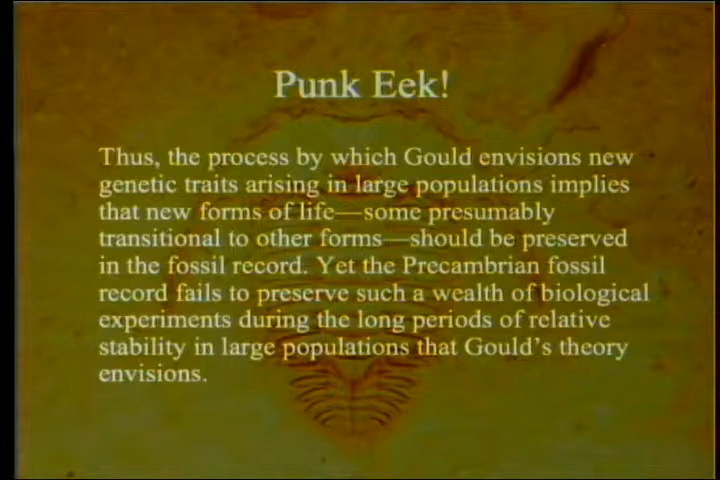 Punk Eek!
Thus, the process by which Gould envisions new
genetic traits arising in large populations implies
that new forms of life—some presumably
transitional to other forms—should be preserved
in the fossil record. Yet the Precambrian fossil
record fails to preserve such a wealth of biological
experiments during the long periods of relative
stability in large populations that Gould’s theory
envisions.